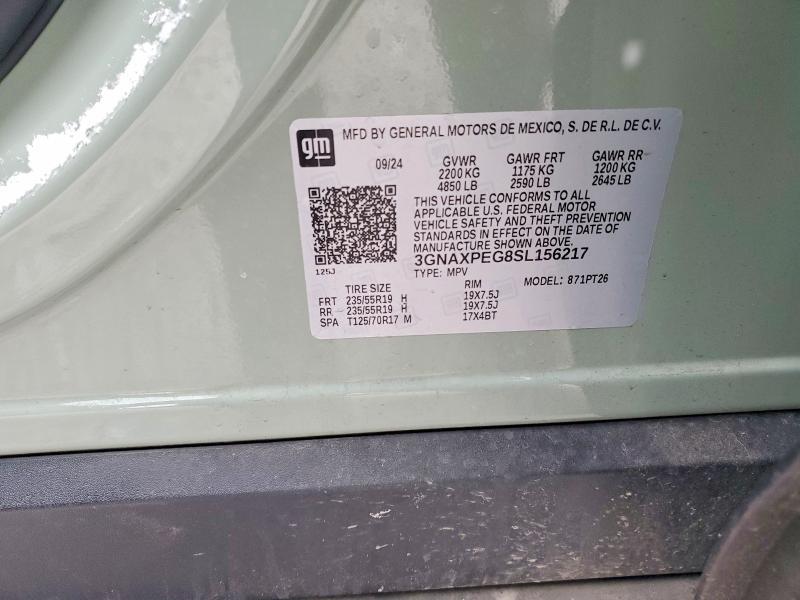 gm
MFD BY GENERAL MOTORS DE MEXICO, S. DE R.L. DE C.V.
09/24 GVWR GAWR FRT GAWR RR
2200 KG 1175 KG 1200 KG
4850 LB 2590 LB 2645 LB
THIS VEHICLE CONFORMS TO ALL
APPLICABLE U.S. FEDERAL MOTOR
VEHICLE SAFETY AND THEFT PREVENTION
STANDARDS IN EFFECT ON THE DATE OF
MANUFACTURE SHOWN ABOVE.
3GNAXPEG8SL156217
125J
TYPE: MPV MODEL: 871PT26
TIRE SIZE RIM
FRT 235/55R19 H 19X7.5J
RR 235/55R19 H 19X7.5J
SPA T125/70R17 M 17X4BT